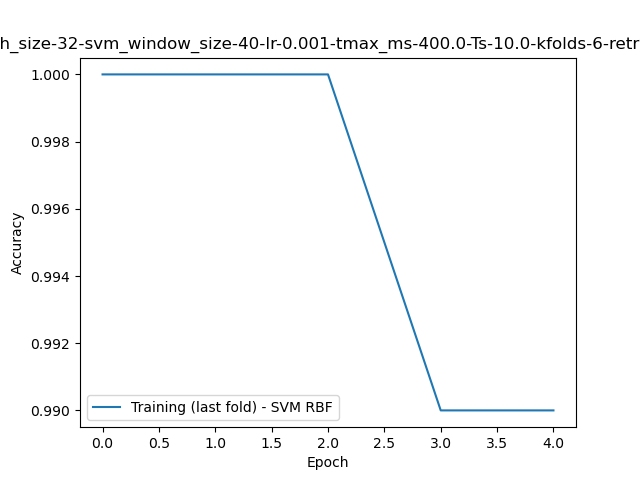 h_size-32-svm_window_size-40-lr-0.001-tmax_ms-400.0-Ts-10.0-kfolds-6-retr
1.000
0.998
0.996
0.994
0.992
0.990
Accuracy
Training (last fold) - SVM RBF
0.0 0.5 1.0 1.5 2.0 2.5 3.0 3.5 4.0
Epoch